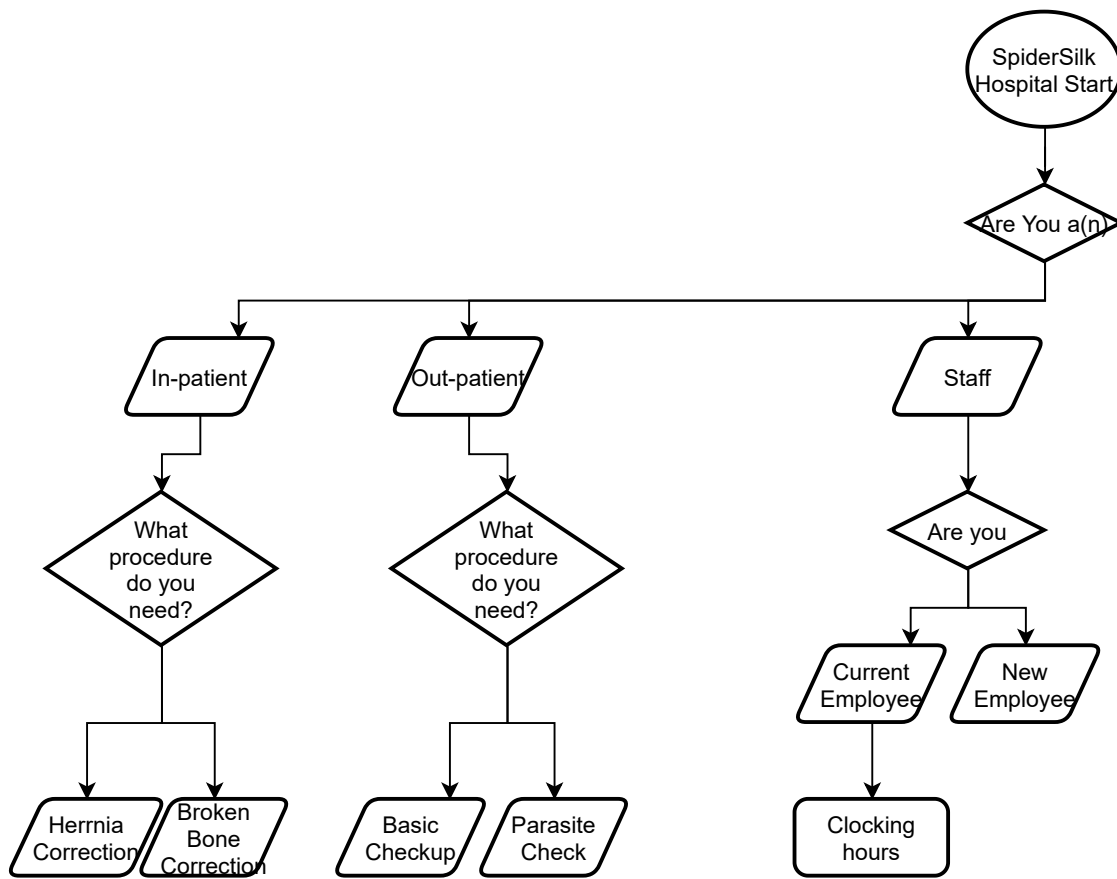 SpiderSilk
Hospital Start
Are You a(n)
In-patient
Out-patient
Staff
What
procedure
do you
need?
What
procedure
do you
need?
Are you
Current
Employee
New
Employee
Herrnia
Correction
Broken
Bone
Correction
Basic
Checkup
Parasite
Check
Clocking
hours